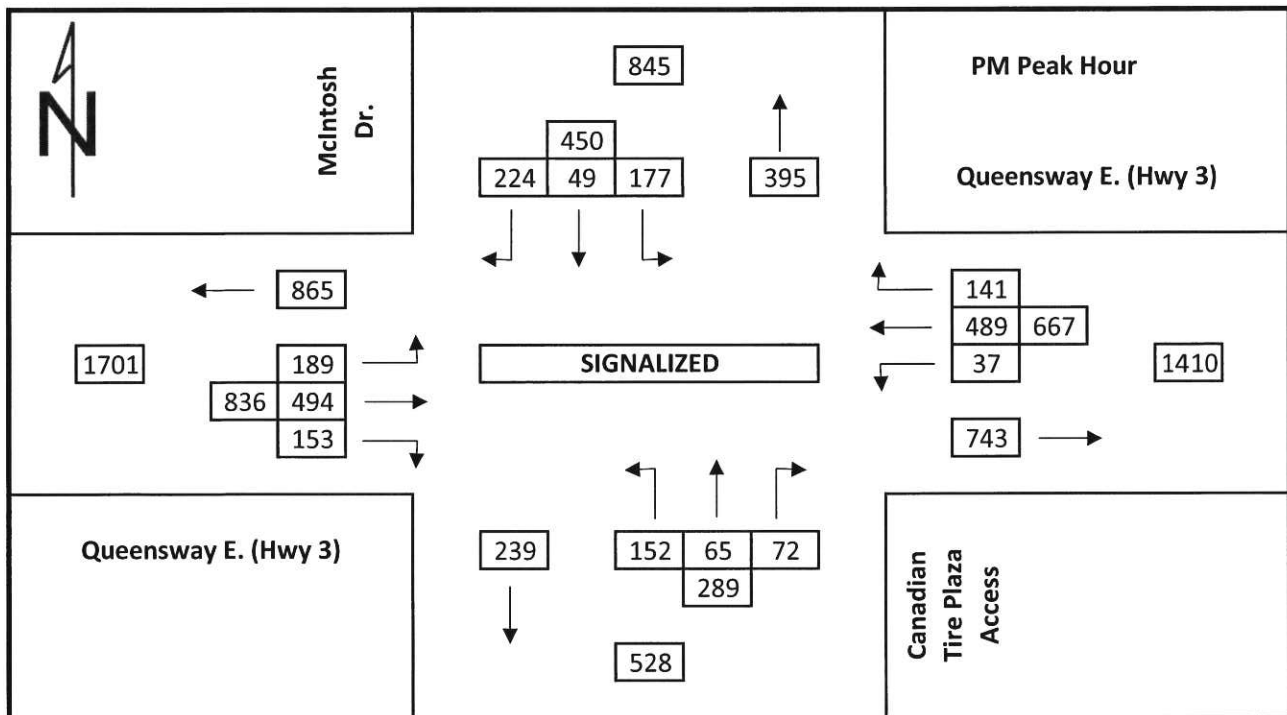 N
McIntosh
Dr.
845
450
224 49 177
395
PM Peak Hour
Queensway E. (Hwy 3)
865
1701
189
836 494
153
SIGNALIZED
141
489 667
37
1410
743
Queensway E. (Hwy 3)
239
152 65 72
289
528
Canadian
Tire Plaza
Access